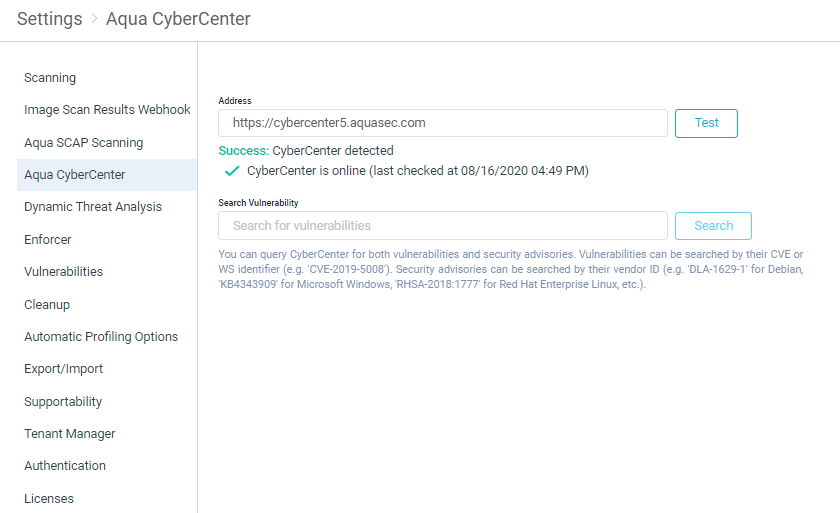 Settings > Aqua CyberCenter
Scanning
Image Scan Results Webhook
Aqua SCAP Scanning
Aqua CyberCenter
Dynamic Threat Analysis
Enforcer
Vulnerabilities
Cleanup
Automatic Profiling Options
Export/Import
Supportability
Tenant Manager
Authentication
Licenses
Address
https://cybercenter5.aquasec.com
Test
Success: CyberCenter detected
CyberCenter is online (last checked at 08/16/2020 04:49 PM)
Search Vulnerability
Search for vulnerabilities
Search
You can query CyberCenter for both vulnerabilities and security advisories. Vulnerabilities can be searched by their CVE or
WS identifier (e.g. 'CVE-2019-5008'). Security advisories can be searched by their vendor ID (e.g. 'DLA-1629-1' for Debian,
'KB4343909' for Microsoft Windows, 'RHSA-2018:1777' for Red Hat Enterprise Linux, etc.).